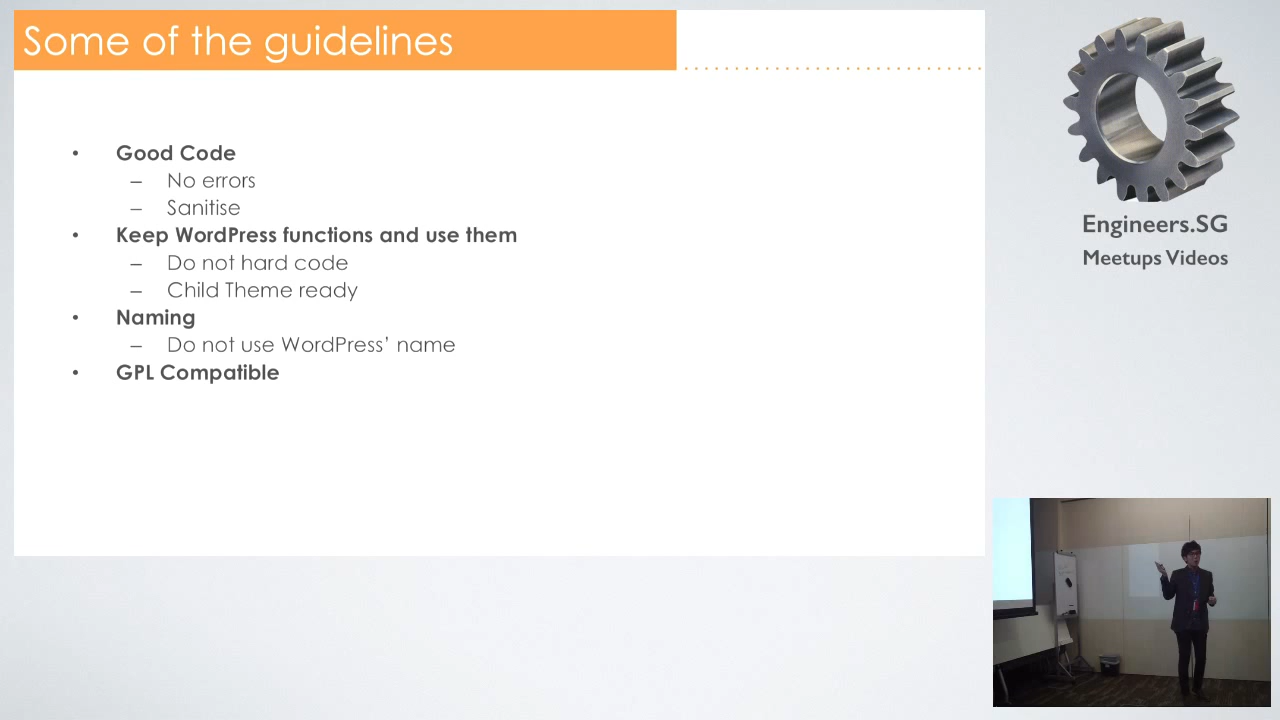 Some of the guidelines
• Good Code
– No errors
– Sanitise
• Keep WordPress functions and use them
– Do not hard code
– Child Theme ready
• Naming
– Do not use WordPress’ name
• GPL Compatible
Engineers.SG
Meetups Videos